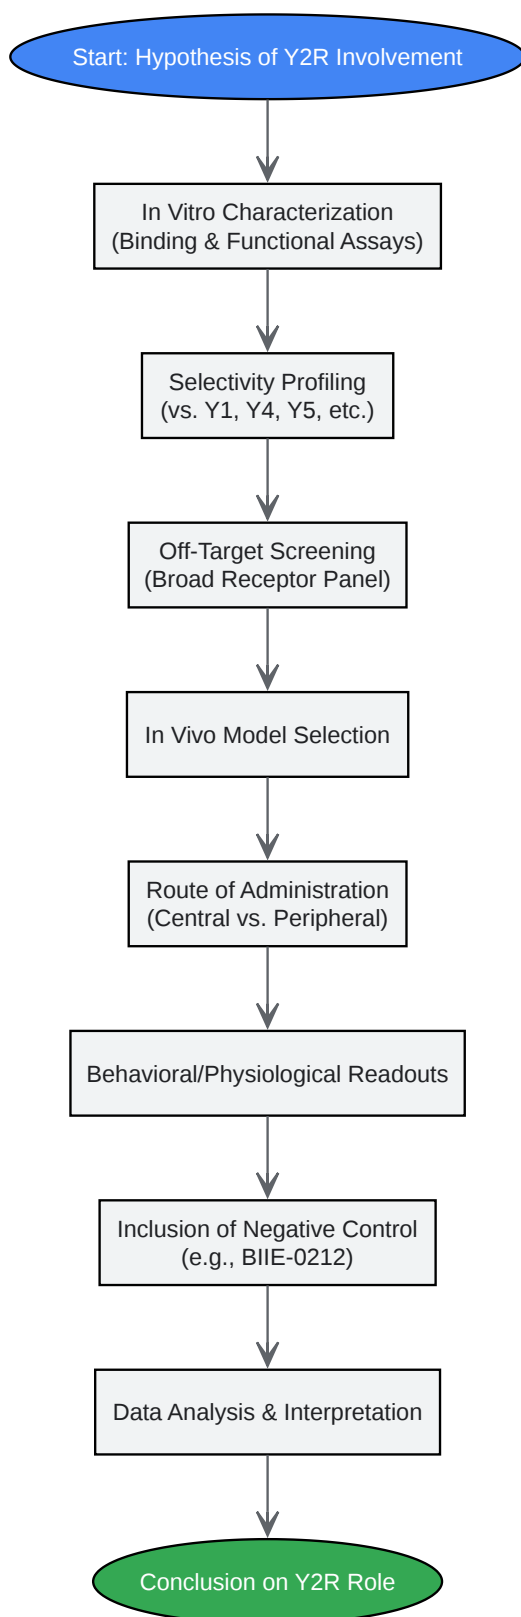 Start: Hypothesis of Y2R Involvement
In Vitro Characterization
(Binding & Functional Assays)
Selectivity Profiling
(vs. Y1, Y4, Y5, etc.)
Off-Target Screening
(Broad Receptor Panel)
In Vivo Model Selection
Route of Administration
(Central vs. Peripheral)
Behavioral/Physiological Readouts
Inclusion of Negative Control
(e.g., BIIE-0212)
Data Analysis & Interpretation
Conclusion on Y2R Role